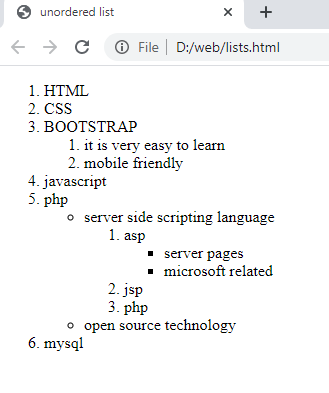 unordered list
File | D:/web/lists.html
1. HTML
2. CSS
3. BOOTSTRAP
1. it is very easy to learn
2. mobile friendly
4. javascript
5. php
server side scripting language
1. asp
server pages
microsoft related
2. jsp
3. php
open source technology
6. mysql